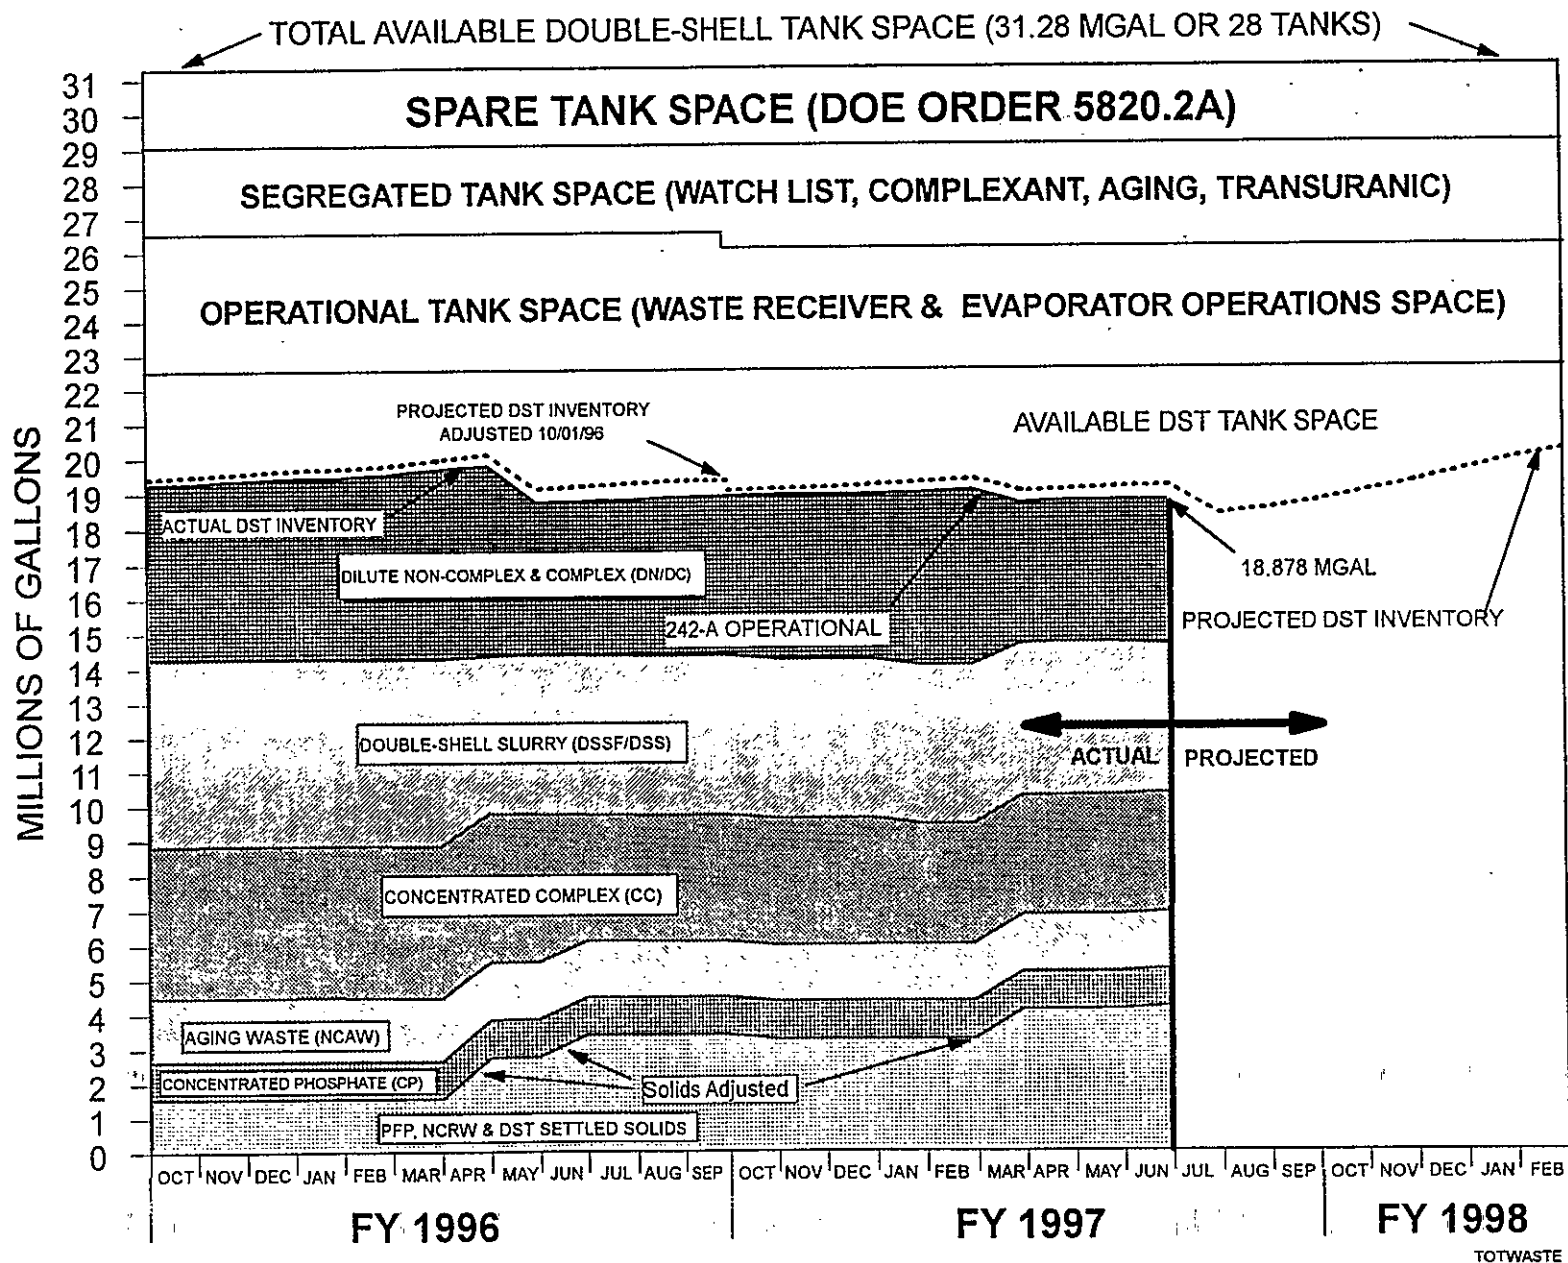 TOTAL AVAILABLE DOUBLE-SHELL TANK SPACE (31.28 MGAL OR 28 TANKS)
SPARE TANK SPACE (DOE ORDER 5820.2A)
SEGREGATED TANK SPACE (WATCH LIST, COMPLEXANT, AGING, TRANSURANIC)
OPERATIONAL TANK SPACE (WASTE RECEIVER & EVAPORATOR OPERATIONS SPACE)
PROJECTED DST INVENTORY
ADJUSTED 10/01/96
AVAILABLE DST TANK SPACE
ACTUAL DST INVENTORY
DILUTE NON-COMPLEX & COMPLEX (DN/DC)
18.878 MGAL
242-A OPERATIONAL
PROJECTED DST INVENTORY
DOUBLE-SHELL SLURRY (DSSF/DSS)
ACTUAL PROJECTED
CONCENTRATED COMPLEX (CC)
AGING WASTE (NCAW)
CONCENTRATED PHOSPHATE (CP)
Solids Adjusted
PFP, NCRW & DST SETTLED SOLIDS
MILLIONS OF GALLONS
31
30
29
28
27
26
25
24
23
22
21
20
19
18
17
16
15
14
13
12
11
10
9
8
7
6
5
4
3
2
1
0
OCT NOV DEC JAN FEB MAR APR MAY JUN JUL AUG SEP OCT NOV DEC JAN FEB MAR APR MAY JUN JUL AUG SEP OCT NOV DEC JAN FEB
FY 1996 FY 1997 FY 1998
TOTWASTE